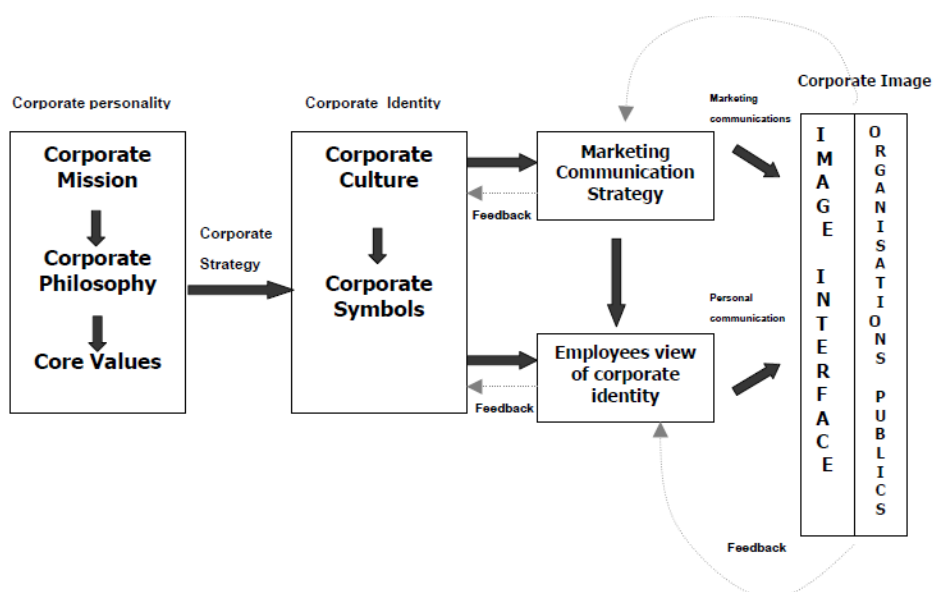 Corporate personality
Corporate
Mission
Corporate
Philosophy
Core Values
Corporate
Strategy
Corporate Identity
Corporate
Culture
Corporate
Symbols
Marketing
Communication
Strategy
Feedback
Employees view
of corporate
identity
Feedback
Marketing
communications
Personal
communication
Corporate Image
IMAGE INTERFACE
ORGANISATIONS PUBLICS
Feedback